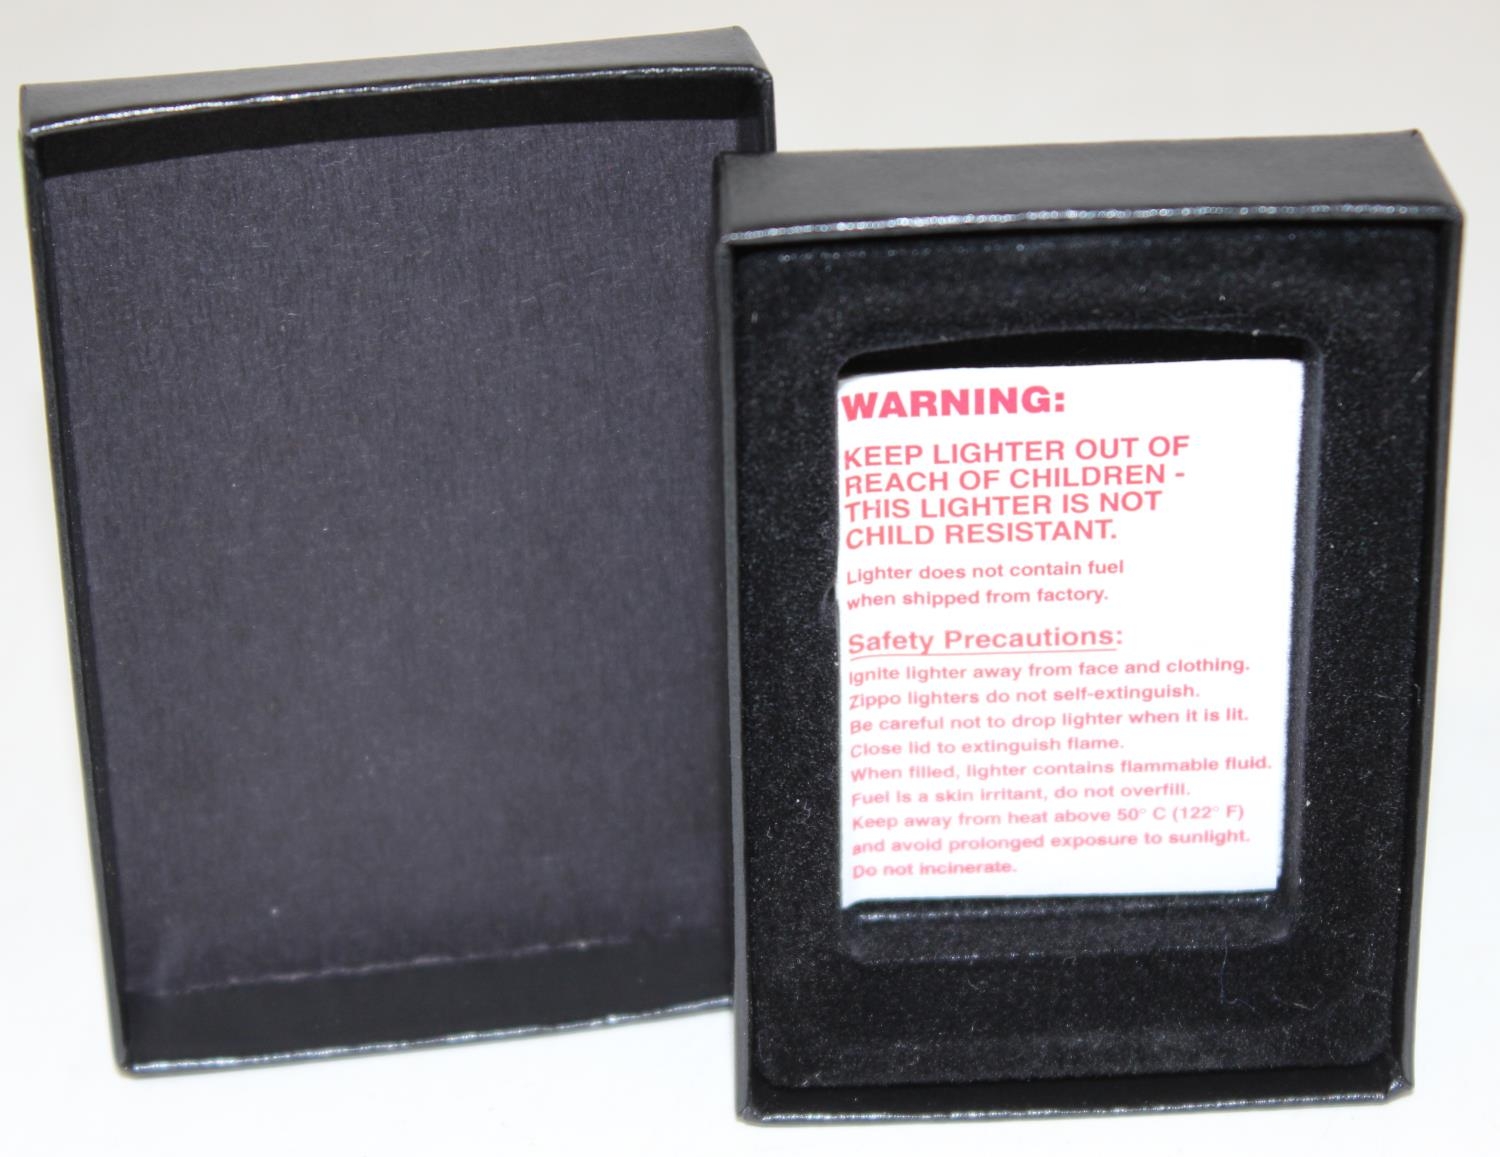 WARNING:
KEEP LIGHTER OUT OF
REACH OF CHILDREN -
THIS LIGHTER IS NOT
CHILD RESISTANT.
Lighter does not contain fuel
when shipped from factory.
Safety Precautions:
Ignite lighter away from face and clothing.
Zippo lighters do not self-extinguish.
Be careful not to drop lighter when it is lit.
Close lid to extinguish flame.
When filled, lighter contains flammable fluid.
Fuel is a skin irritant, do not overfill.
Keep away from heat above 50° C (122° F)
and avoid prolonged exposure to sunlight.
Do not incinerate.